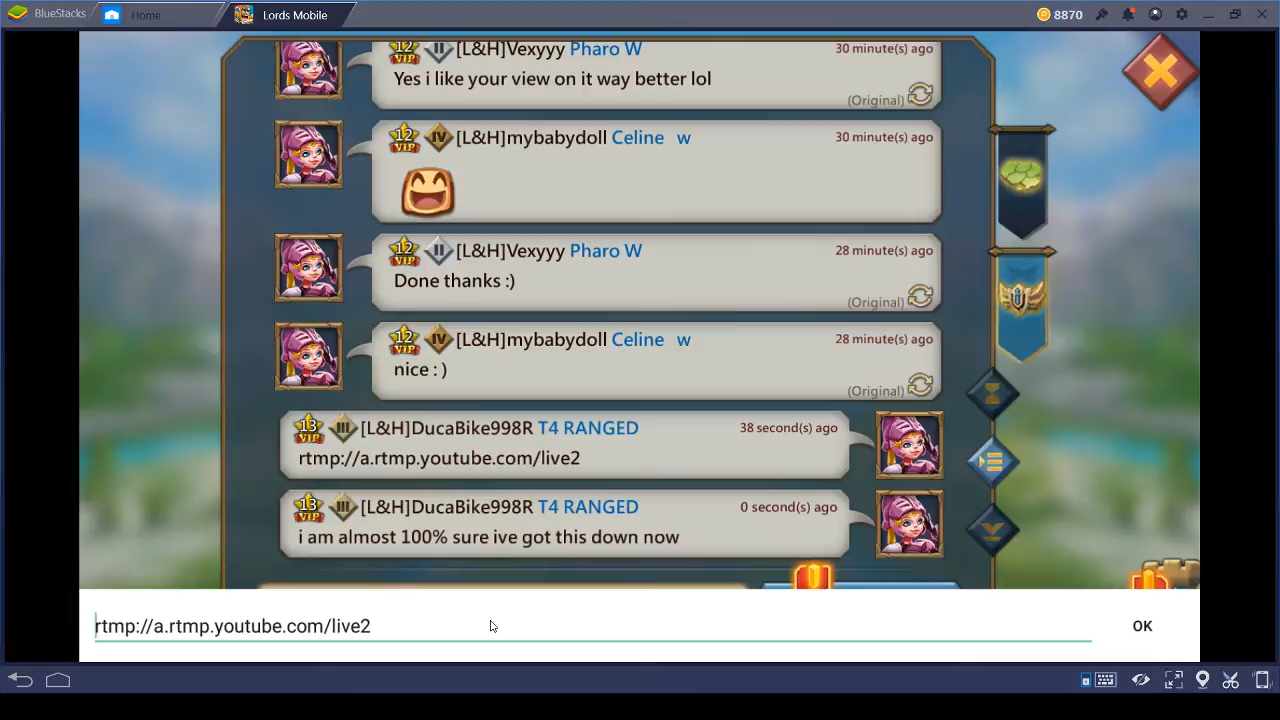 BlueStacks Home Lords Mobile 8870
12 VIP II [L&H]Vexyyy Pharo W 30 minute(s) ago
Yes i like your view on it way better lol
(Original)
12 VIP IV [L&H]mybabydoll Celine w 30 minute(s) ago
12 VIP II [L&H]Vexyyy Pharo W 28 minute(s) ago
Done thanks :)
(Original)
12 VIP IV [L&H]mybabydoll Celine w 28 minute(s) ago
nice : )
(Original)
13 VIP III [L&H]DucaBike998R T4 RANGED 38 second(s) ago
rtmp://a.rtmp.youtube.com/live2
13 VIP III [L&H]DucaBike998R T4 RANGED 0 second(s) ago
i am almost 100% sure ive got this down now
rtmp://a.rtmp.youtube.com/live2 OK